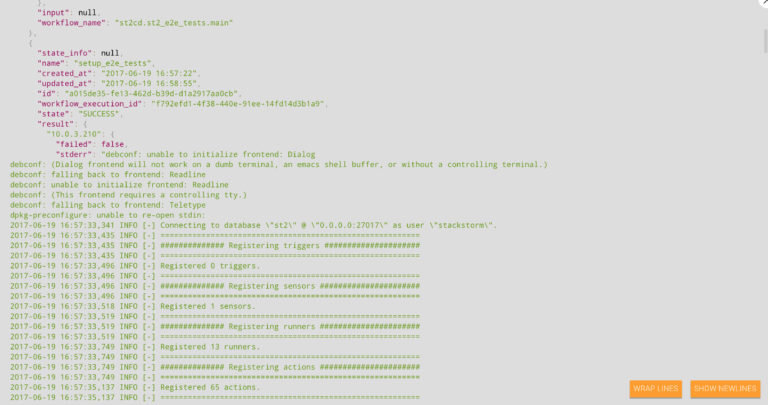 },
"input": null,
"workflow_name": "st2cd.st2_e2e_tests.main"
},
{
"state_info": null,
"name": "setup_e2e_tests",
"created_at": "2017-06-19 16:57:22",
"updated_at": "2017-06-19 16:58:55",
"id": "a015de35-fe13-462d-b39d-d1a2917aa0cb",
"workflow_execution_id": "f792efd1-4f38-440e-91ee-14fd14d3b1a9",
"state": "SUCCESS",
"result": {
"10.0.3.210": {
"failed": false,
"stderr": "debconf: unable to initialize frontend: Dialog
debconf: (Dialog frontend will not work on a dumb terminal, an emacs shell buffer, or without a controlling terminal.)
debconf: falling back to frontend: Readline
debconf: unable to initialize frontend: Readline
debconf: (This frontend requires a controlling tty.)
debconf: falling back to frontend: Teletype
dpkg-preconfigure: unable to re-open stdin:
2017-06-19 16:57:33,341 INFO [-] Connecting to database \"st2\" @ \"0.0.0.0:27017\" as user \"stackstorm\".
2017-06-19 16:57:33,435 INFO [-] =========================================================
2017-06-19 16:57:33,435 INFO [-] ############## Registering triggers #####################
2017-06-19 16:57:33,435 INFO [-] =========================================================
2017-06-19 16:57:33,496 INFO [-] Registered 0 triggers.
2017-06-19 16:57:33,496 INFO [-] =========================================================
2017-06-19 16:57:33,496 INFO [-] ############## Registering sensors ######################
2017-06-19 16:57:33,496 INFO [-] =========================================================
2017-06-19 16:57:33,518 INFO [-] Registered 1 sensors.
2017-06-19 16:57:33,519 INFO [-] =========================================================
2017-06-19 16:57:33,519 INFO [-] ############## Registering runners ######################
2017-06-19 16:57:33,519 INFO [-] =========================================================
2017-06-19 16:57:33,749 INFO [-] Registered 13 runners.
2017-06-19 16:57:33,749 INFO [-] =========================================================
2017-06-19 16:57:33,749 INFO [-] ############## Registering actions ######################
2017-06-19 16:57:33,749 INFO [-] =========================================================
2017-06-19 16:57:35,137 INFO [-] Registered 65 actions.
2017-06-19 16:57:35,137 INFO [-] =========================================================
WRAP LINES
SHOW NEWLINES